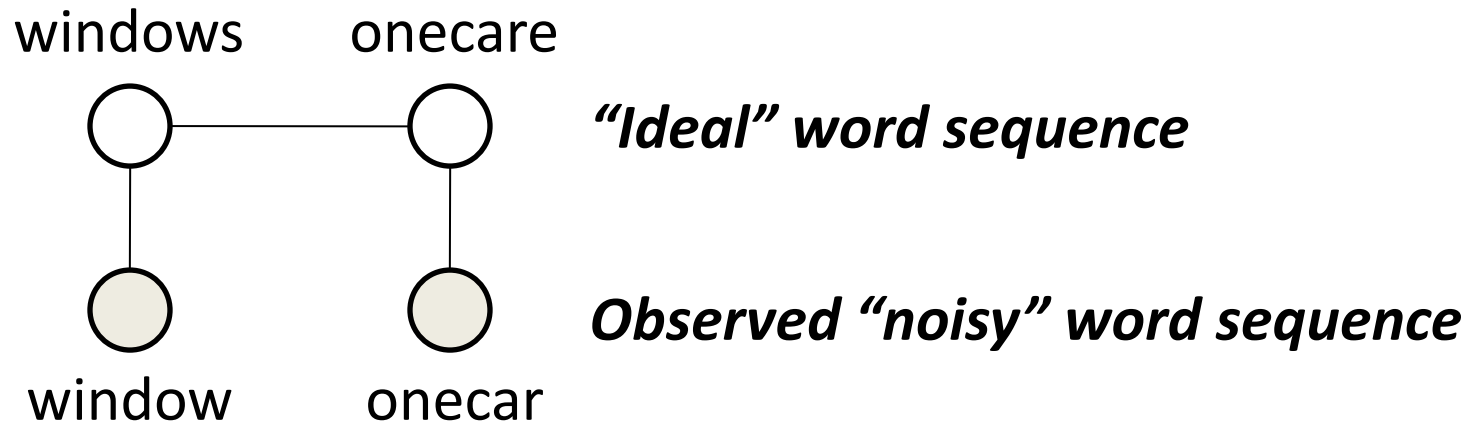 windows onecare
“Ideal” word sequence
Observed “noisy” word sequence
window onecar